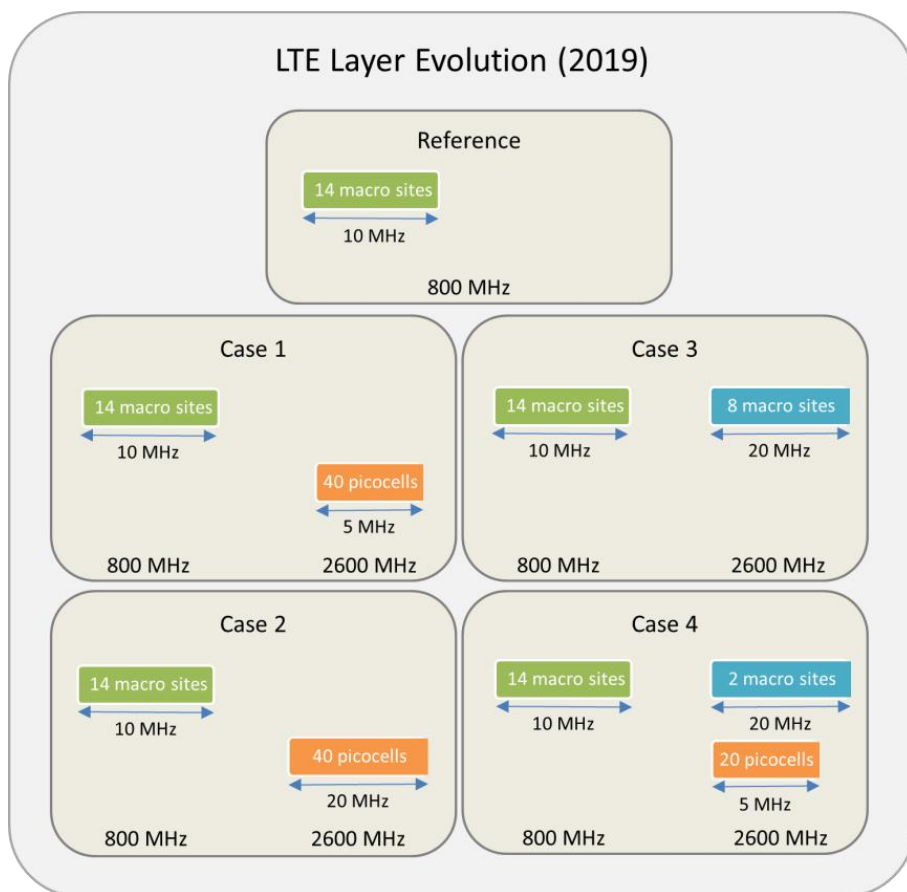 LTE Layer Evolution (2019)
Reference
14 macro sites
10 MHz
800 MHz
Case 1
14 macro sites
10 MHz
40 picocells
5 MHz
800 MHz
2600 MHz
Case 3
14 macro sites
8 macro sites
10 MHz
20 MHz
800 MHz
2600 MHz
Case 2
14 macro sites
10 MHz
40 picocells
20 MHz
800 MHz
2600 MHz
Case 4
14 macro sites
2 macro sites
10 MHz
20 MHz
20 picocells
5 MHz
800 MHz
2600 MHz